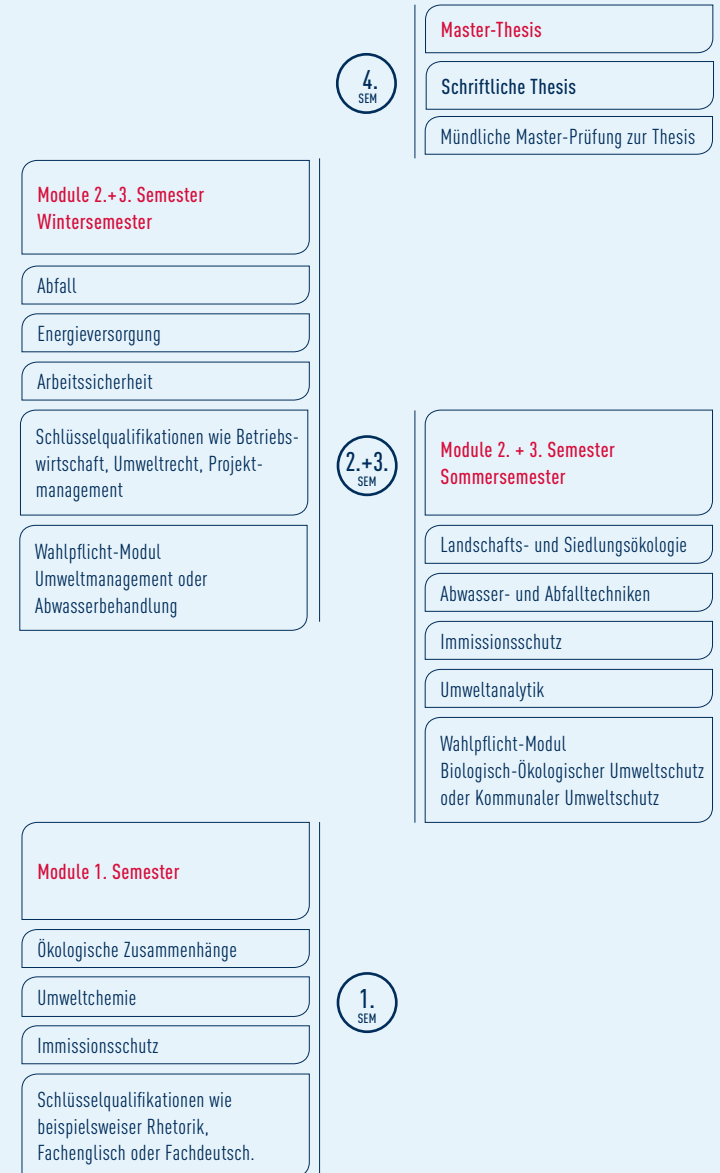 Master-Thesis
4.
SEM
Schriftliche Thesis
Mündliche Master-Prüfung zur Thesis
Module 2.+3. Semester
Wintersemester
Abfall
Energieversorgung
Arbeitssicherheit
Schlüsselqualifikationen wie Betriebs-
wirtschaft, Umweltrecht, Projekt-
management
Wahlpflicht-Modul
Umweltmanagement oder
Abwasserbehandlung
2.+3.
SEM
Module 2. + 3. Semester
Sommersemester
Landschafts- und Siedlungsökologie
Abwasser- und Abfalltechniken
Immissionsschutz
Umweltanalytik
Wahlpflicht-Modul
Biologisch-Ökologischer Umweltschutz
oder Kommunaler Umweltschutz
Module 1. Semester
Ökologische Zusammenhänge
Umweltchemie
Immissionsschutz
Schlüsselqualifikationen wie
beispielsweiser Rhetorik,
Fachenglisch oder Fachdeutsch.
1.
SEM